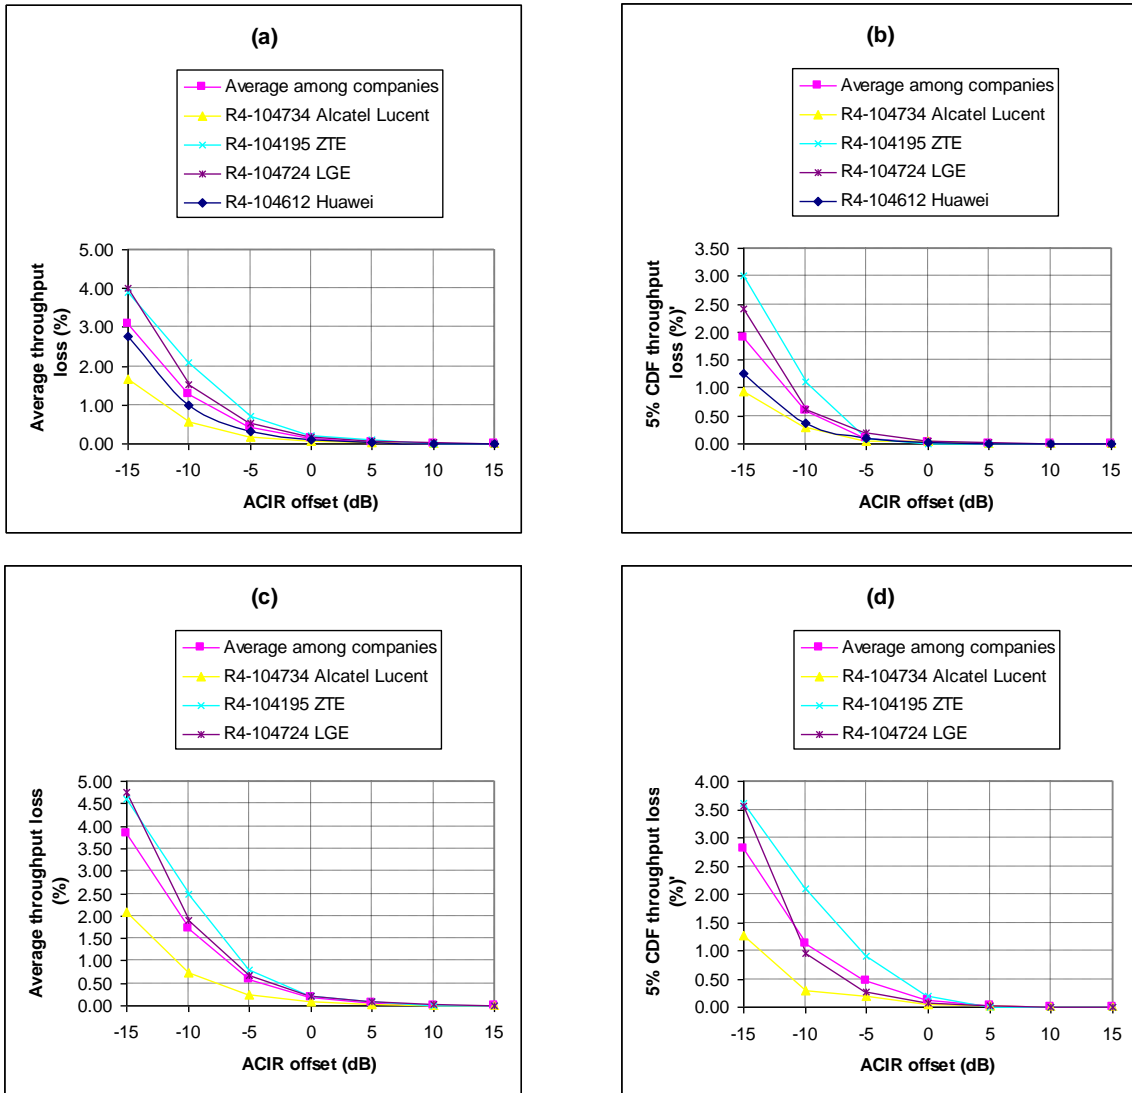 (a)
Average among companies
R4-104734 Alcatel Lucent
R4-104195 ZTE
R4-104724 LGE
R4-104612 Huawei
Average throughput
loss (%)
5.00
4.00
3.00
2.00
1.00
0.00
-15 -10 -5 0 5 10 15
ACIR offset (dB)
(b)
Average among companies
R4-104734 Alcatel Lucent
R4-104195 ZTE
R4-104724 LGE
R4-104612 Huawei
5% CDF throughput
loss (%)'
3.50
3.00
2.50
2.00
1.50
1.00
0.50
0.00
-15 -10 -5 0 5 10 15
ACIR offset (dB)
(c)
Average among companies
R4-104734 Alcatel Lucent
R4-104195 ZTE
R4-104724 LGE
Average throughput loss
(%)
5.00
4.50
4.00
3.50
3.00
2.50
2.00
1.50
1.00
0.50
0.00
-15 -10 -5 0 5 10 15
ACIR offset (dB)
(d)
Average among companies
R4-104734 Alcatel Lucent
R4-104195 ZTE
R4-104724 LGE
5% CDF throughput loss
(%)'
4.00
3.50
3.00
2.50
2.00
1.50
1.00
0.50
0.00
-15 -10 -5 0 5 10 15
ACIR offset (dB)